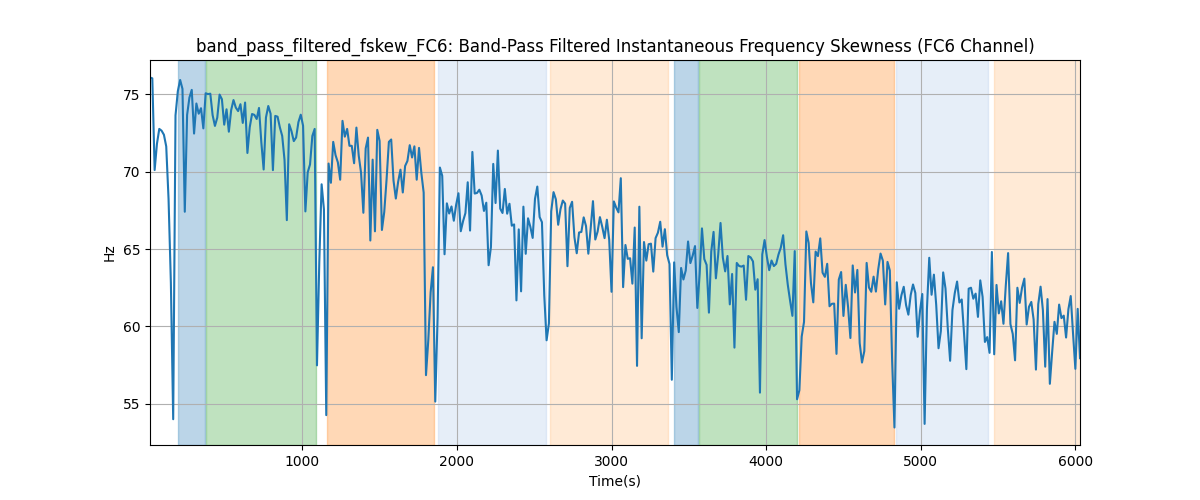 band_pass_filtered_fskew_FC6: Band-Pass Filtered Instantaneous Frequency Skewness (FC6 Channel)
75
70
65
60
55
Hz
1000 2000 3000 4000 5000 6000
Time(s)